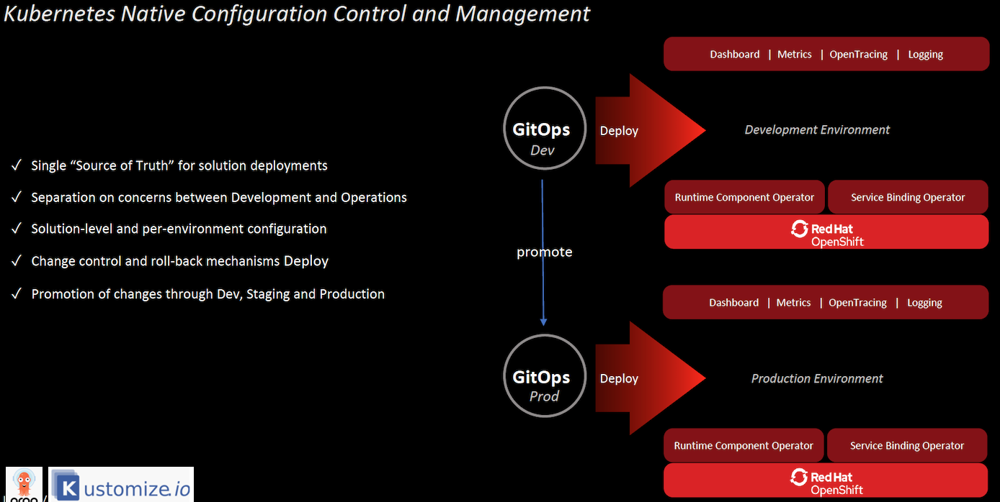 Kubernetes Native Configuration Control and Management
✓ Single “Source of Truth” for solution deployments
✓ Separation on concerns between Development and Operations
✓ Solution-level and per-environment configuration
✓ Change control and roll-back mechanisms Deploy
✓ Promotion of changes through Dev, Staging and Production
GitOps
Dev
Deploy
promote
GitOps
Prod
Deploy
Dashboard | Metrics | OpenTracing | Logging
Development Environment
Runtime Component Operator
Service Binding Operator
Red Hat
OpenShift
Dashboard | Metrics | OpenTracing | Logging
Production Environment
Runtime Component Operator
Service Binding Operator
Red Hat
OpenShift
Kustomize.io